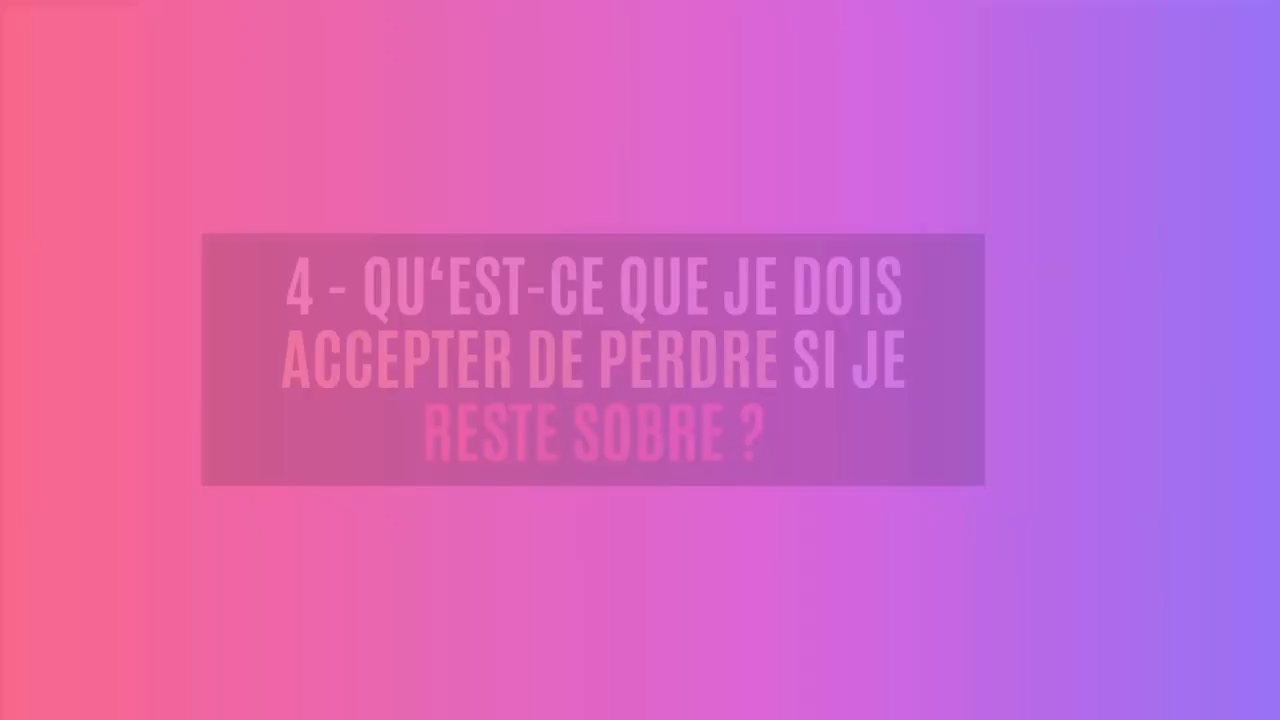 4 - QU‘EST-CE QUE JE DOIS
ACCEPTER DE PERDRE SI JE
RESTE SOBRE ?